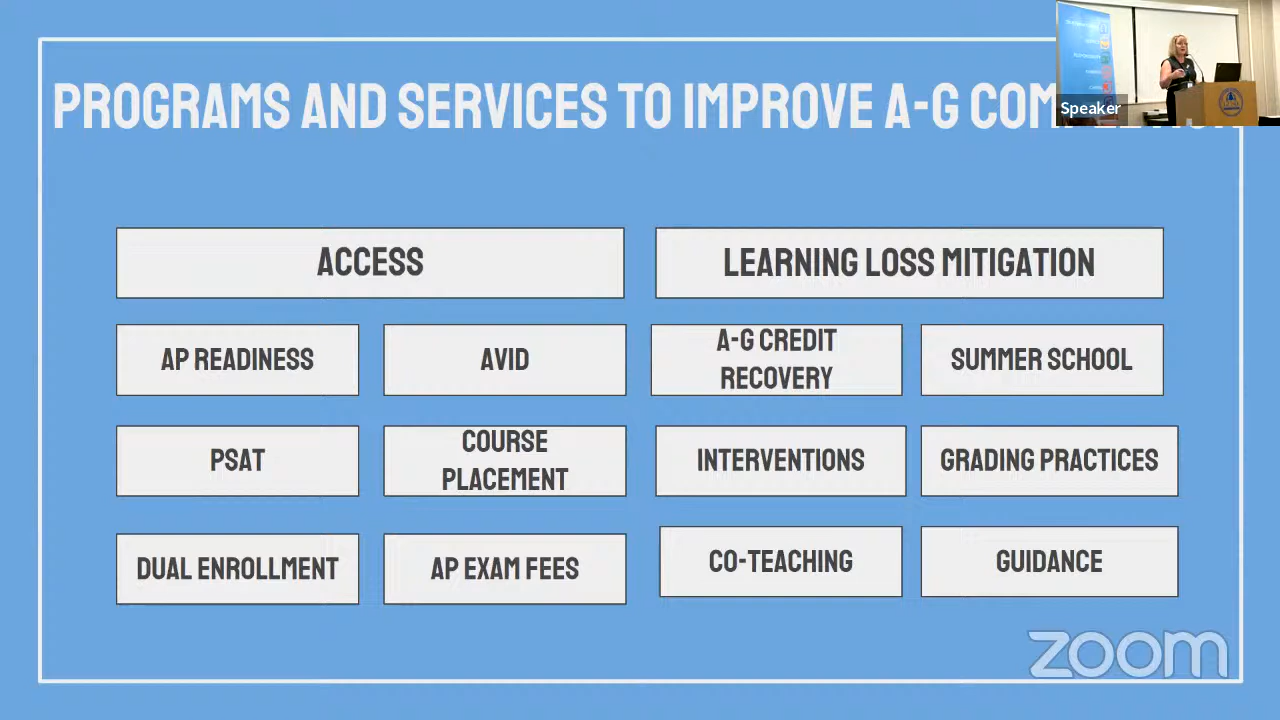 PROGRAMS AND SERVICES TO IMPROVE A-G
Speaker
ACCESS
LEARNING LOSS MITIGATION
AP READINESS
AVID
A-G CREDIT
RECOVERY
SUMMER SCHOOL
PSAT
COURSE
PLACEMENT
INTERVENTIONS
GRADING PRACTICES
DUAL ENROLLMENT
AP EXAM FEES
CO-TEACHING
GUIDANCE
zoom